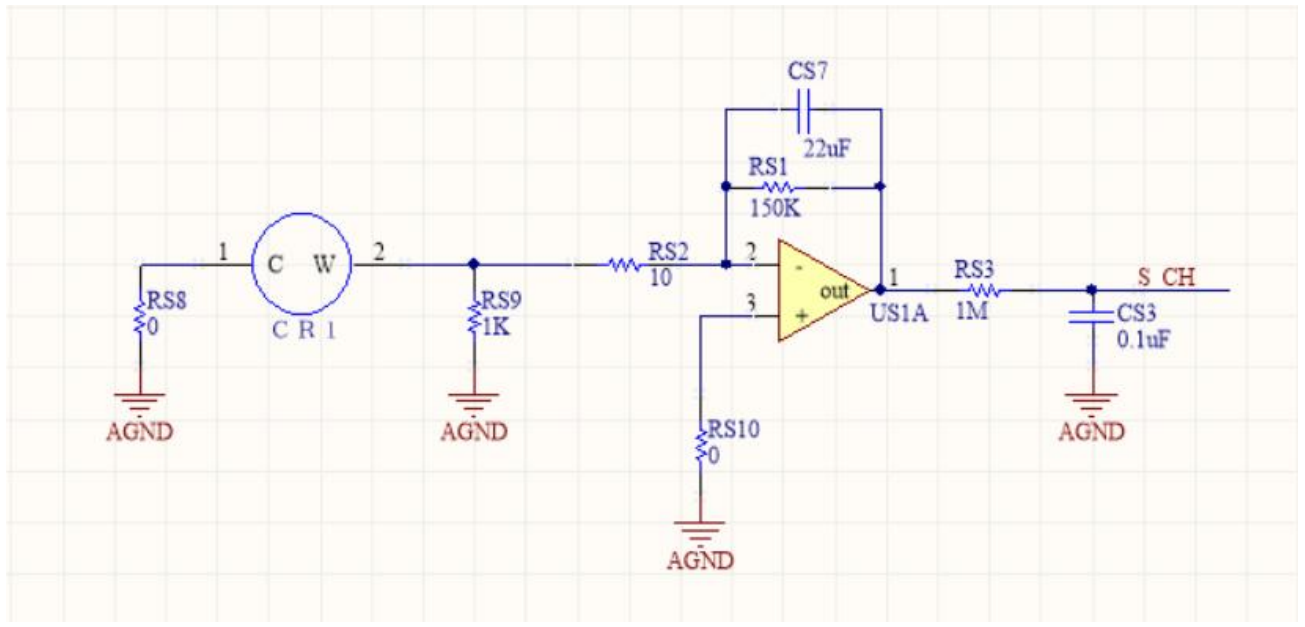 CS7
22uF
RS1
150K
1
C W
2
RS2
10
2
-
1
RS3
S CH
3
out
+
US1A
1M
RS8
0
C R 1
RS9
1K
CS3
0.1uF
AGND
AGND
AGND
RS10
0
AGND